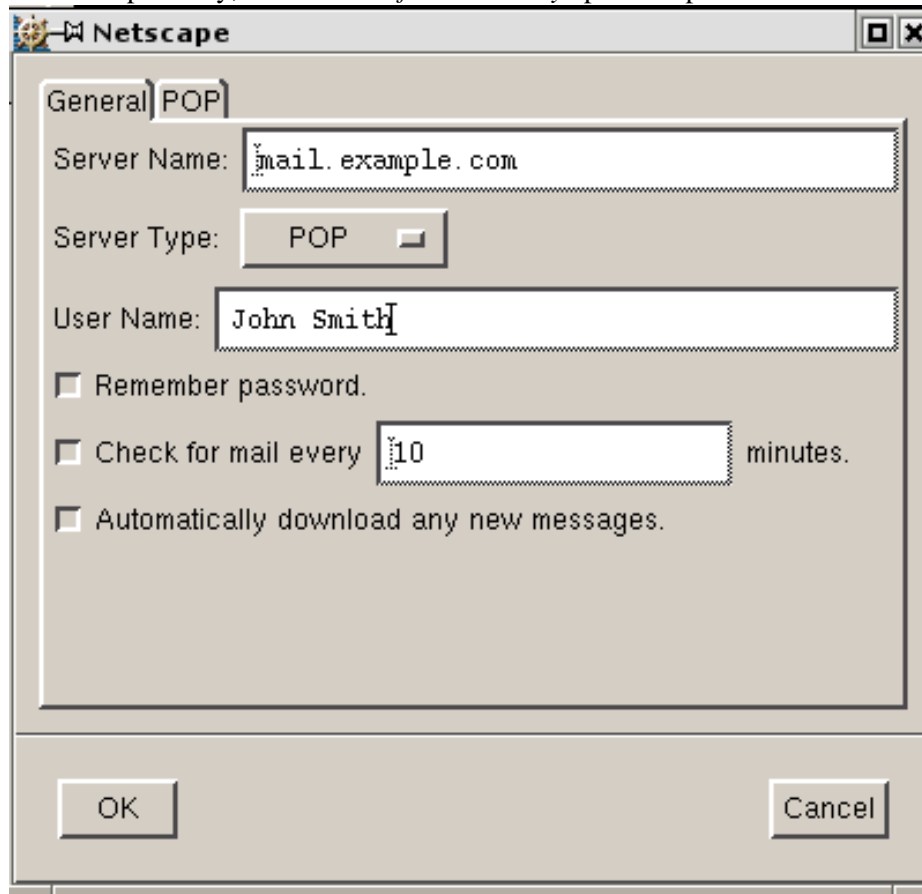 Netscape
General POP
Server Name: mail.example.com
Server Type: POP
User Name: John Smith
Remember password.
Check for mail every 10 minutes.
Automatically download any new messages.
OK Cancel